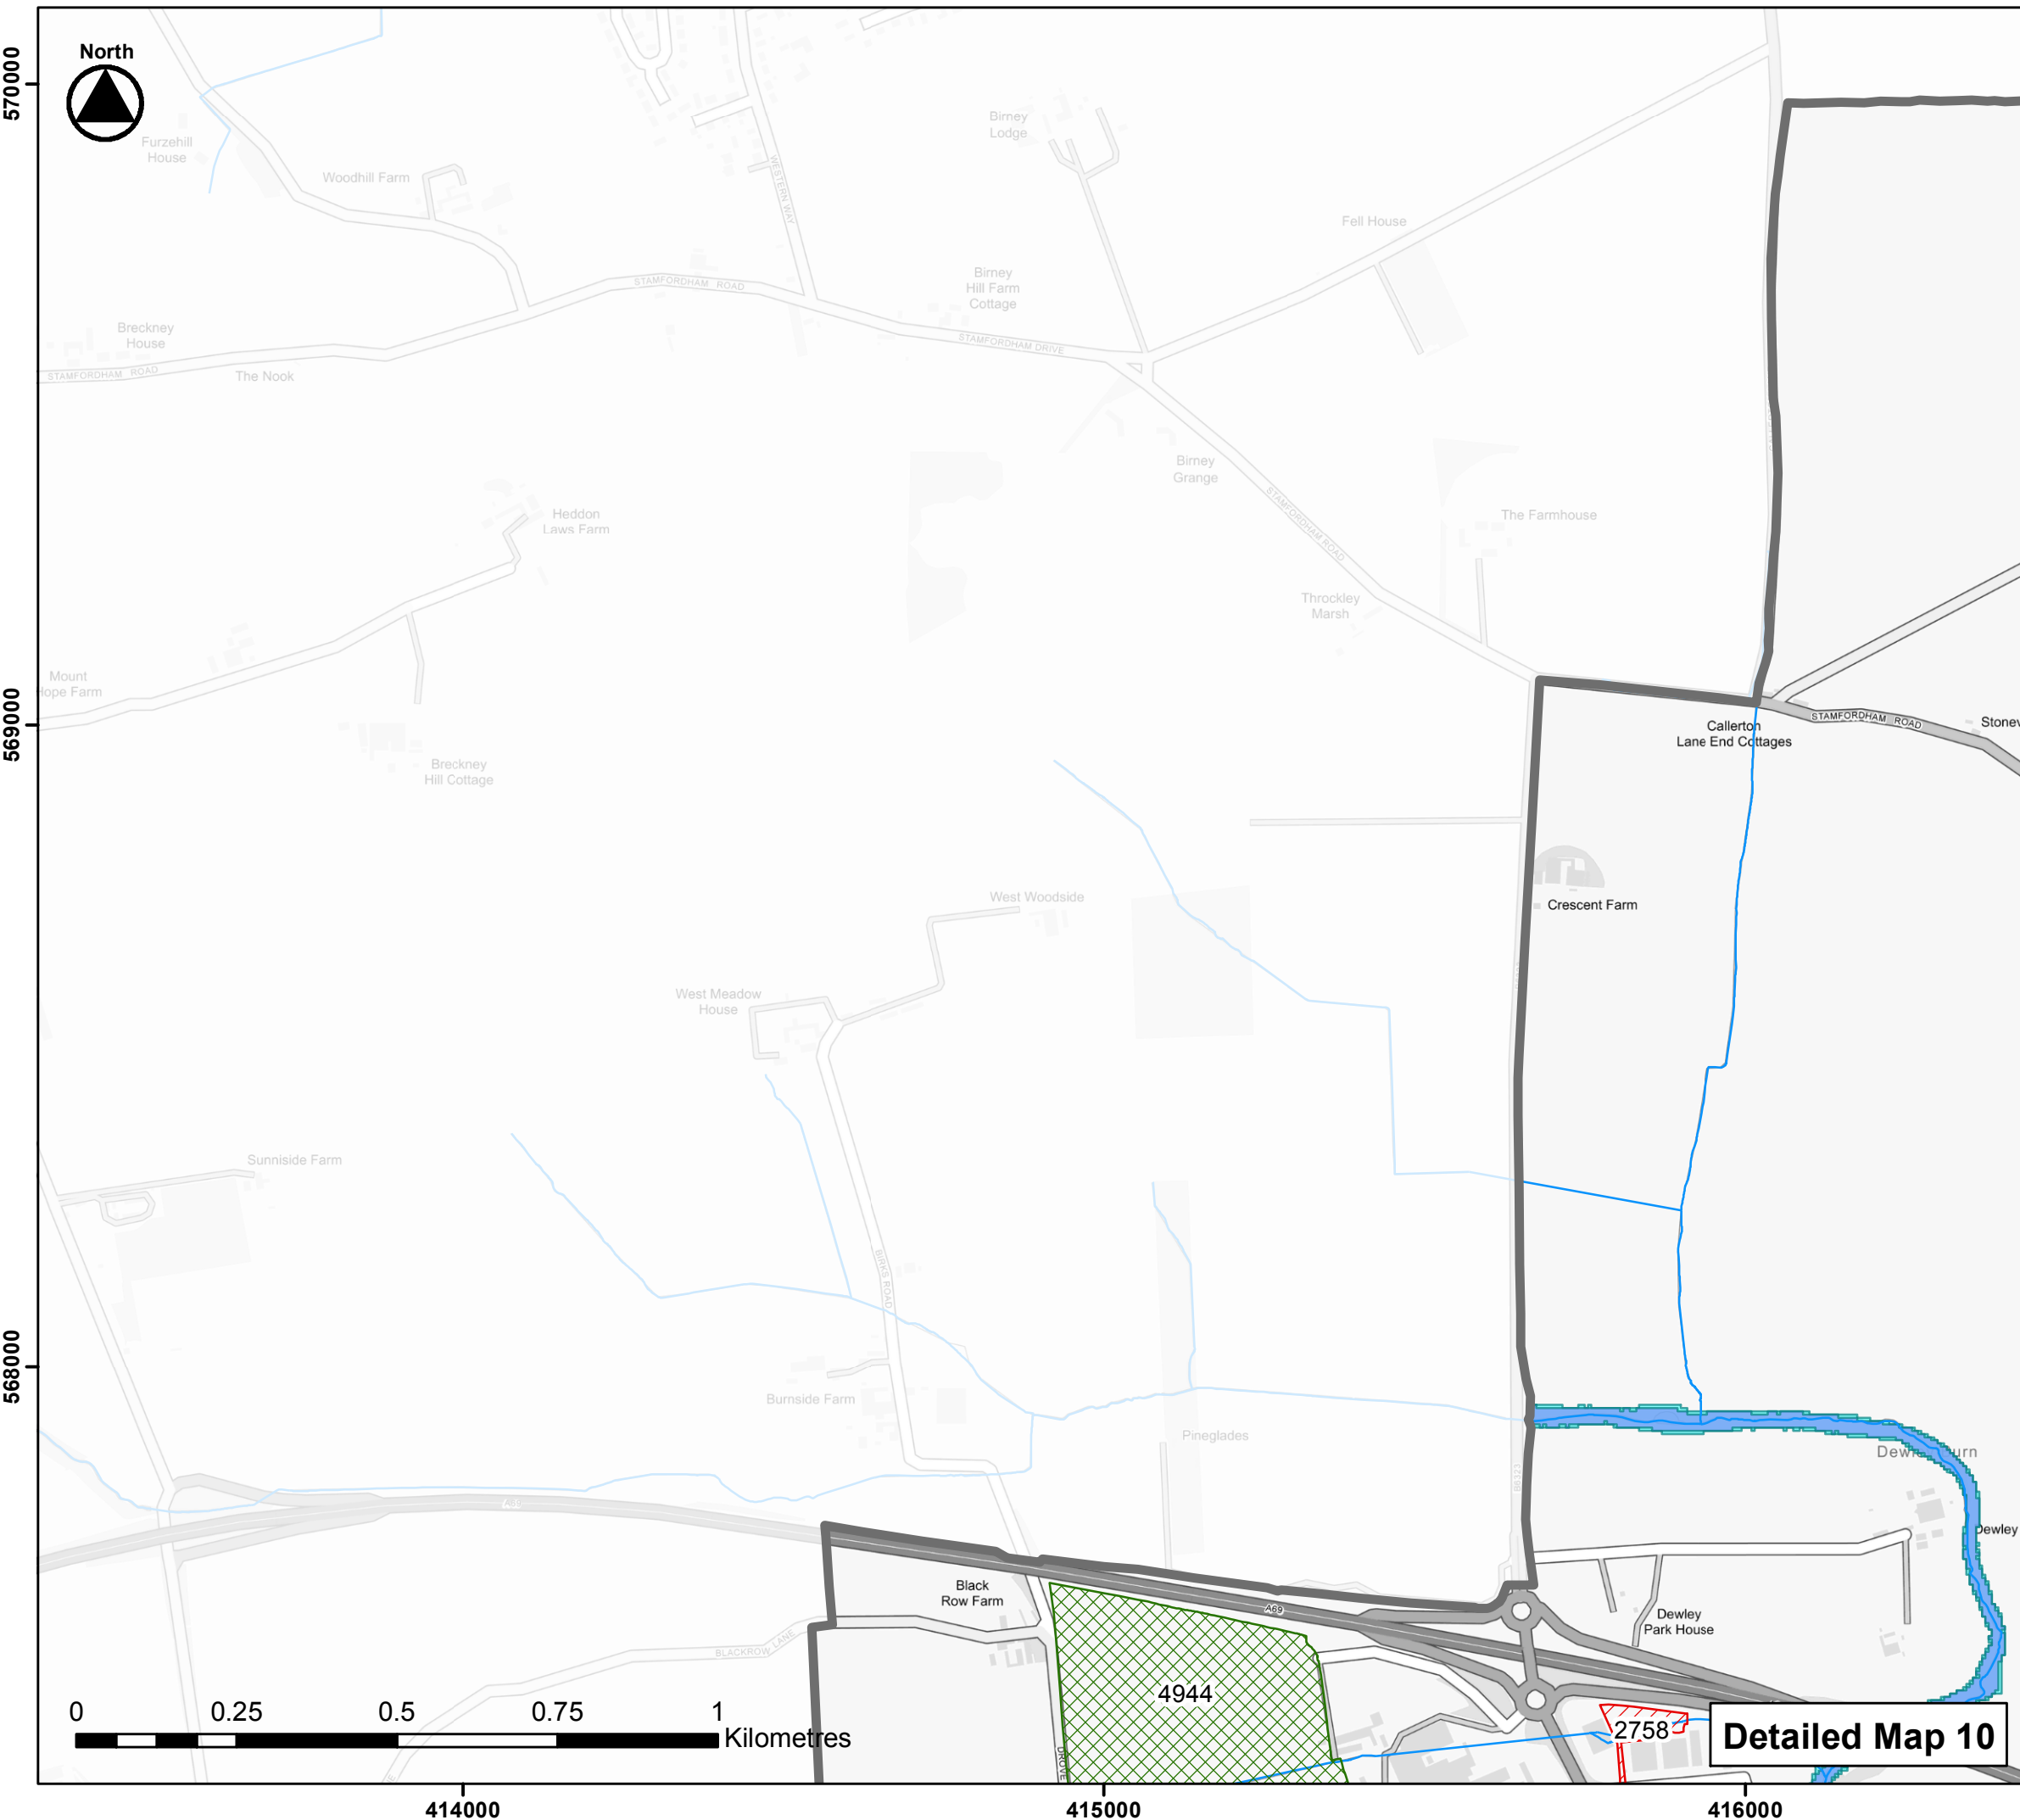 North
570000
569000
568000
Furzehill
House
Woodhill Farm
WESTERN WAY
Birney
Lodge
Fell House
Birney
Hill Farm
Cottage
STAMFORDHAM ROAD
STAMFORDHAM DRIVE
Breckney
House
STAMFORDHAM ROAD
The Nook
Birney
Grange
STAMFORDHAM ROAD
Heddon
Laws Farm
The Farmhouse
Throckley
Marsh
Mount
Hope Farm
Callerton
Lane End Cottages
STAMFORDHAM ROAD
Stonev
Breckney
Hill Cottage
Crescent Farm
West Woodside
West Meadow
House
Sunniside Farm
BIRKS ROAD
Burnside Farm
Pineglades
B6323
A69
Dewley
Black
Row Farm
A69
Dewley
Park House
BLACKROW LANE
4944
2758
DROVE
0 0.25 0.5 0.75 1
Kilometres
Detailed Map 10
414000 415000 416000